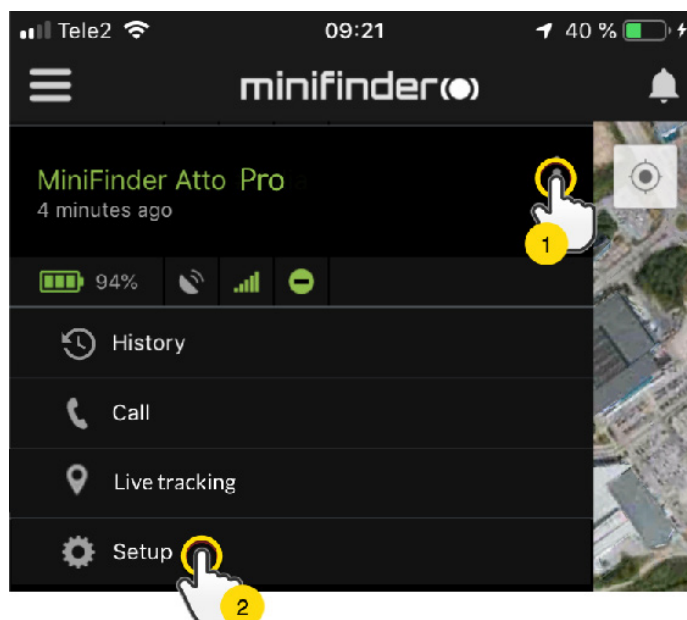 Tele2 09:21 40 %
minifinder
MiniFinder Atto Pro
4 minutes ago
1
94%
History
Call
Live tracking
Setup
2